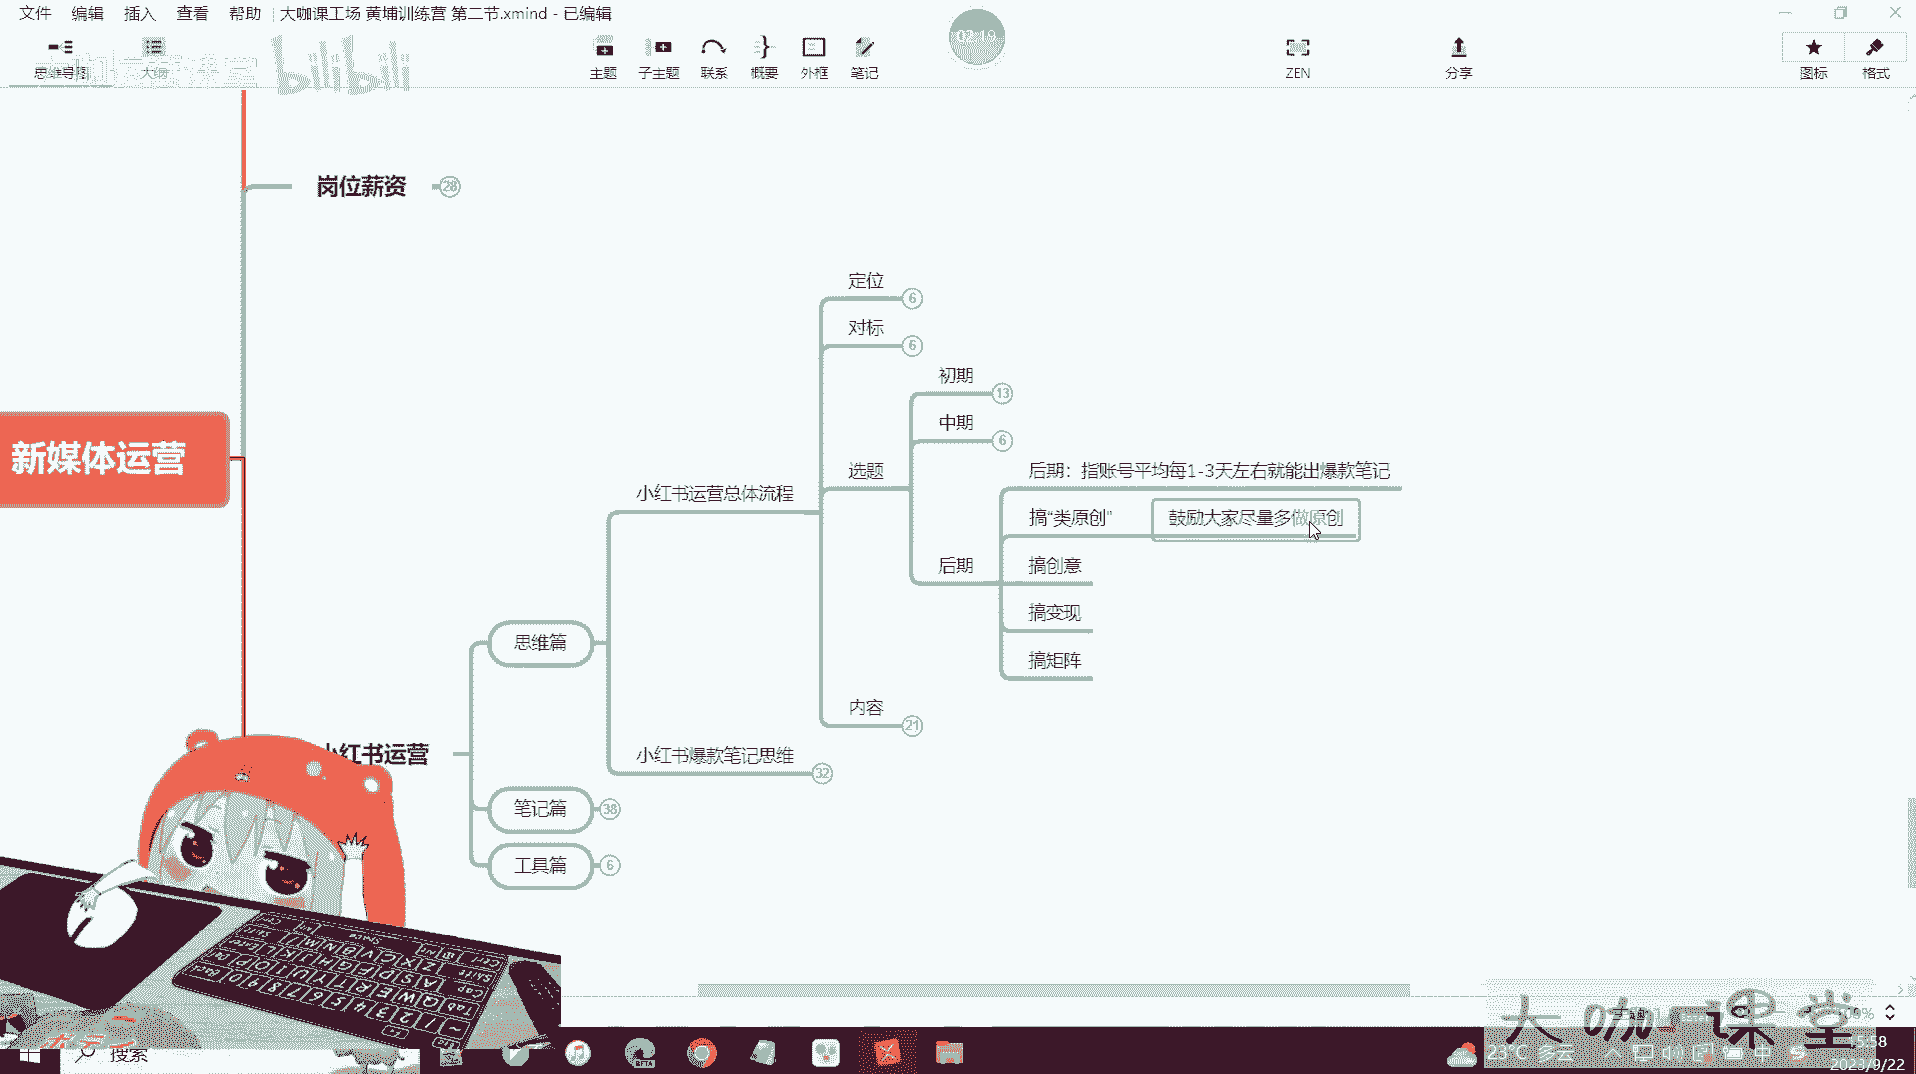 文件 编辑 插入 查看 帮助 大咖课工场 黄埔训练营 第二节.xmind - 已编辑
思维导图 大纲 主题 子主题 联系 概要 外框 笔记 ZEN 分享 图标 格式
bilibili
02:19
岗位薪资 28
定位 6
对标 6
初期 13
中期 6
新媒体运营
选题
后期：指账号平均每1-3天左右就能出爆款笔记
小红书运营总体流程
搞“类原创” 鼓励大家尽量多做原创
后期
搞创意
搞变现
思维篇
搞矩阵
内容 21
小红书运营
小红书爆款笔记思维 32
笔记篇 38
工具篇 6
大咖课堂
搜索
BETA
23°C 多云 中 15:58
2023/9/22